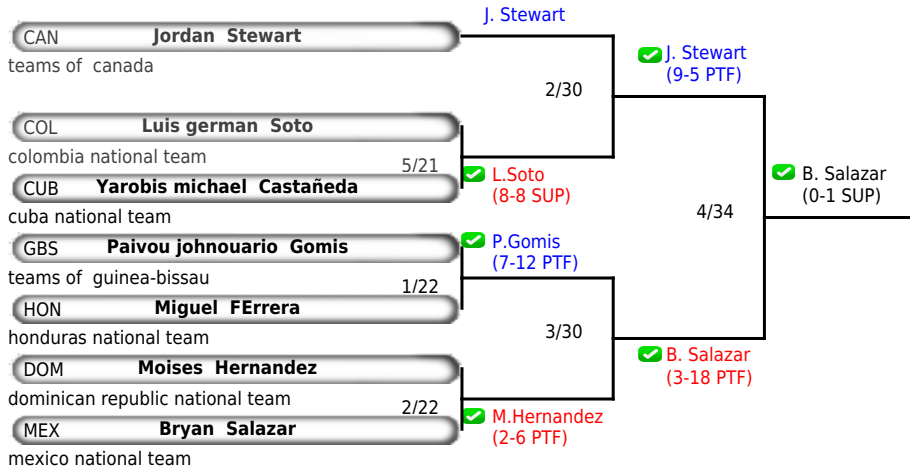 J. Stewart
CAN Jordan Stewart
teams of canada
J. Stewart
(9-5 PTF)
2/30
COL Luis german Soto
colombia national team
5/21
L.Soto
(8-8 SUP)
CUB Yarobis michael Castañeda
cuba national team
B. Salazar
(0-1 SUP)
4/34
GBS Paivou johnouario Gomis
teams of guinea-bissau
P.Gomis
(7-12 PTF)
1/22
HON Miguel FErrera
honduras national team
3/30
B. Salazar
(3-18 PTF)
DOM Moises Hernandez
dominican republic national team
2/22
M.Hernandez
(2-6 PTF)
MEX Bryan Salazar
mexico national team